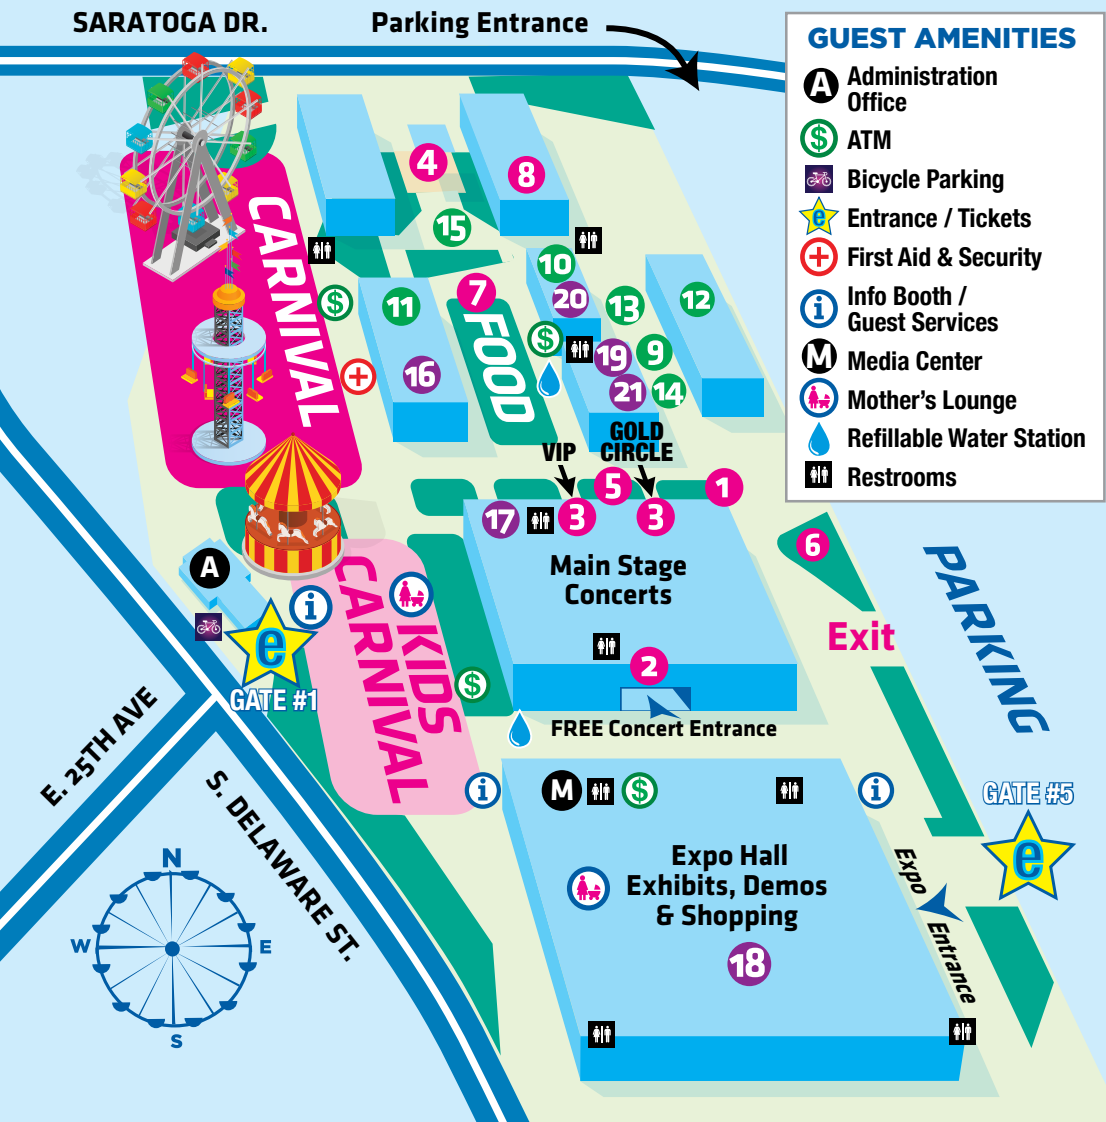 SARATOGA DR.
Parking Entrance
GUEST AMENITIES
A
Administration
Office
$
ATM
Bicycle Parking
e
Entrance / Tickets
First Aid & Security
i
Info Booth /
Guest Services
M
Media Center
Mother's Lounge
Refillable Water Station
Restrooms
4
8
15
CARNIVAL
10
7
20
13
12
$
11
FOOD
$
19
9
16
21
14
VIP
GOLD
CIRCLE
5
1
17
3
3
6
Main Stage
Concerts
A
i
e
GATE #1
KIDS
CARNIVAL
$
2
FREE Concert Entrance
Exit
PARKING
E. 25TH AVE
S. DELAWARE ST.
i
M
$
i
GATE #5
e
Expo Hall
Exhibits, Demos
& Shopping
18
Expo
Entrance
N
W
E
S